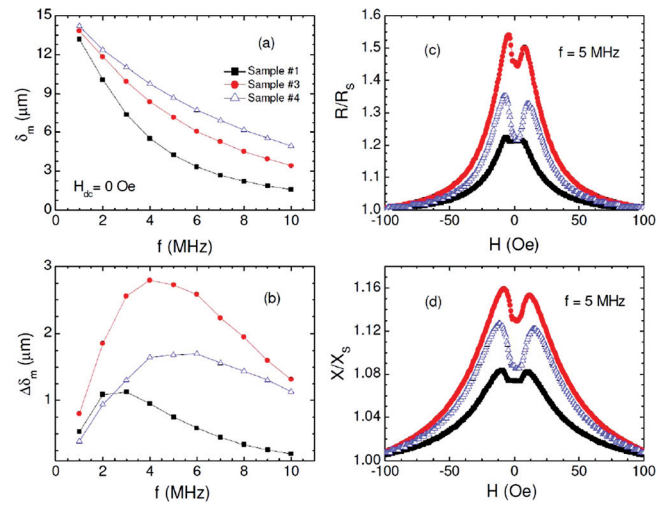 15
12
9
6
3
0
δm (μm)
(a)
Sample #1
Sample #3
Sample #4
Hdc= 0 Oe
0 2 4 6 8 10
f (MHz)
3
2
1
Δδm (μm)
(b)
0 2 4 6 8 10
f (MHz)
1.6
1.5
1.4
1.3
1.2
1.1
1.0
R/RS
(c)
f = 5 MHz
-100 -50 0 50 100
H (Oe)
1.16
1.12
1.08
1.04
1.00
X/XS
(d)
f = 5 MHz
-100 -50 0 50 100
H (Oe)